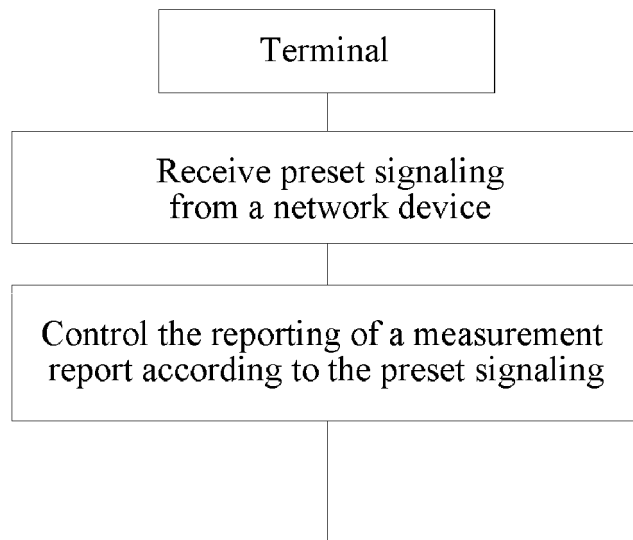 Terminal
Receive preset signaling
from a network device
Control the reporting of a measurement
report according to the preset signaling